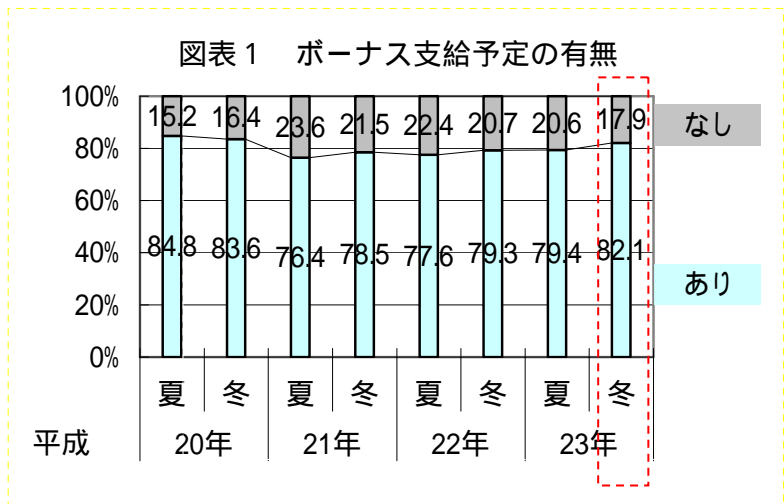 図表1 ボーナス支給予定の有無
100%
80%
60%
40%
20%
0%
15.2 16.4 23.6 21.5 22.4 20.7 20.6 17.9
84.8 83.6 76.4 78.5 77.6 79.3 79.4 82.1
なし
あり
夏 冬 夏 冬 夏 冬 夏 冬
平成 20年 21年 22年 23年